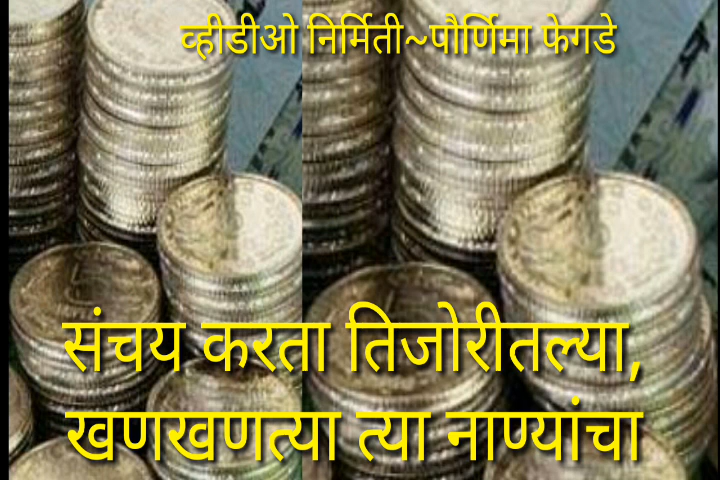 व्हीडीओ निर्मिती~पौर्णिमा फेगडे
संचय करता तिजोरीतल्या,
खणखणत्या त्या नाण्यांचा